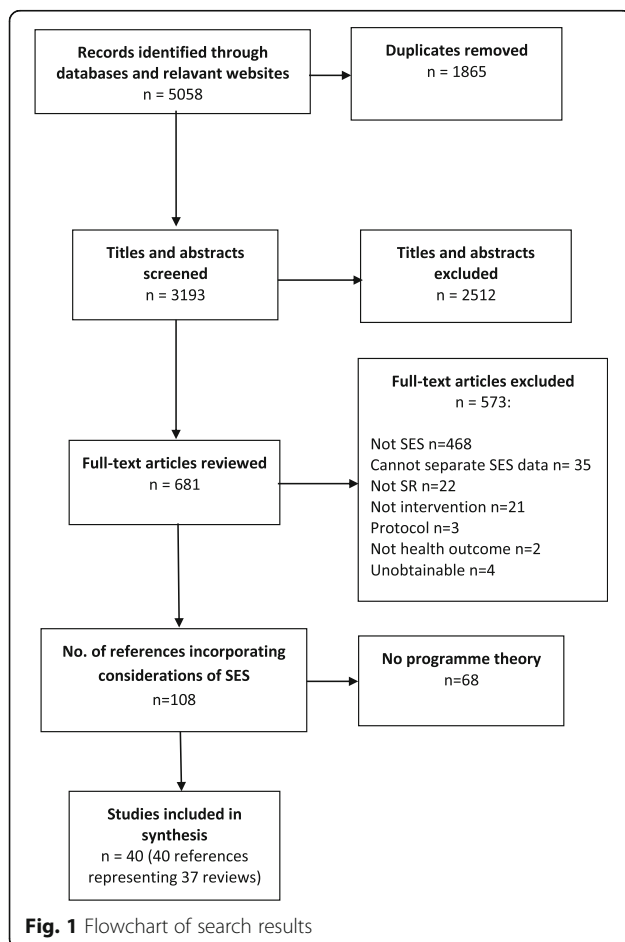 Records identified through
databases and relavant websites
n = 5058
Duplicates removed
n = 1865
Titles and abstracts
screened
n = 3193
Titles and abstracts
excluded
n = 2512
Full-text articles reviewed
n = 681
Full-text articles excluded
n = 573:
Not SES n=468
Cannot separate SES data n= 35
Not SR n=22
Not intervention n=21
Protocol n=3
Not health outcome n=2
Unobtainable n=4
No. of references incorporating
considerations of SES
n=108
No programme theory
n=68
Studies included in
synthesis
n = 40 (40 references
representing 37 reviews)
Fig. 1 Flowchart of search results